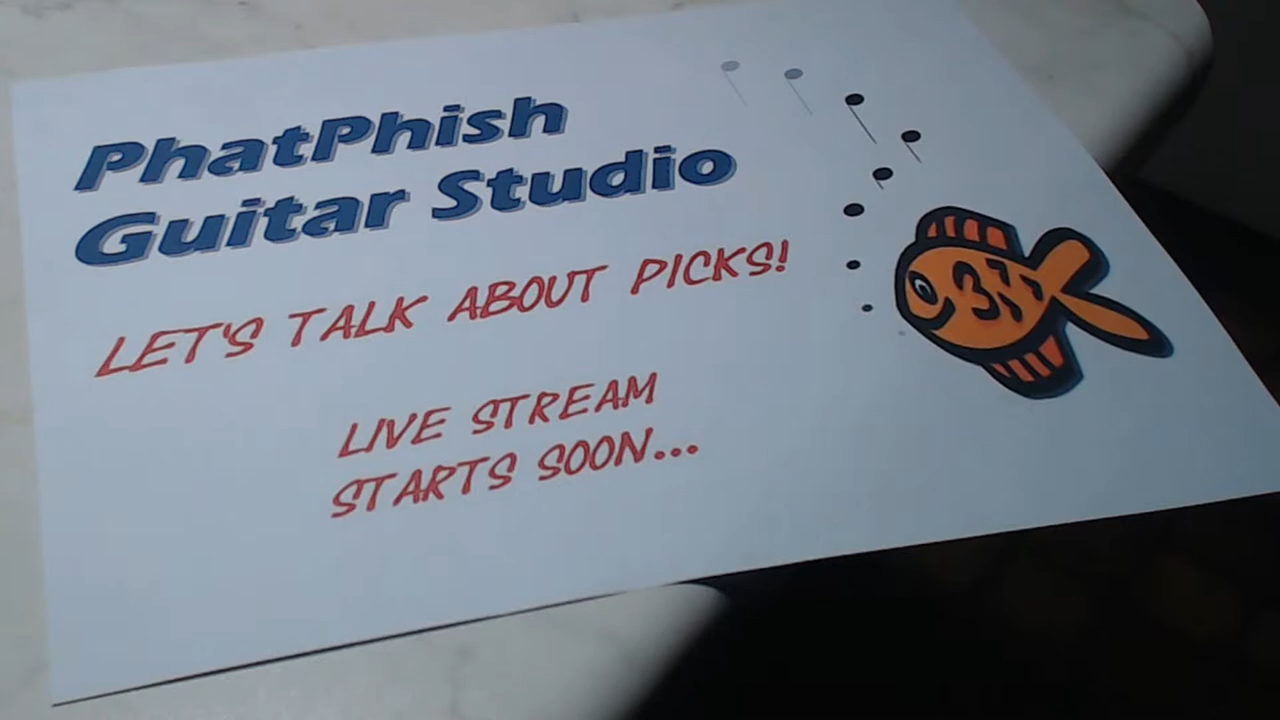 PhatPhish
Guitar Studio
LET'S TALK ABOUT PICKS!
LIVE STREAM
STARTS SOON...